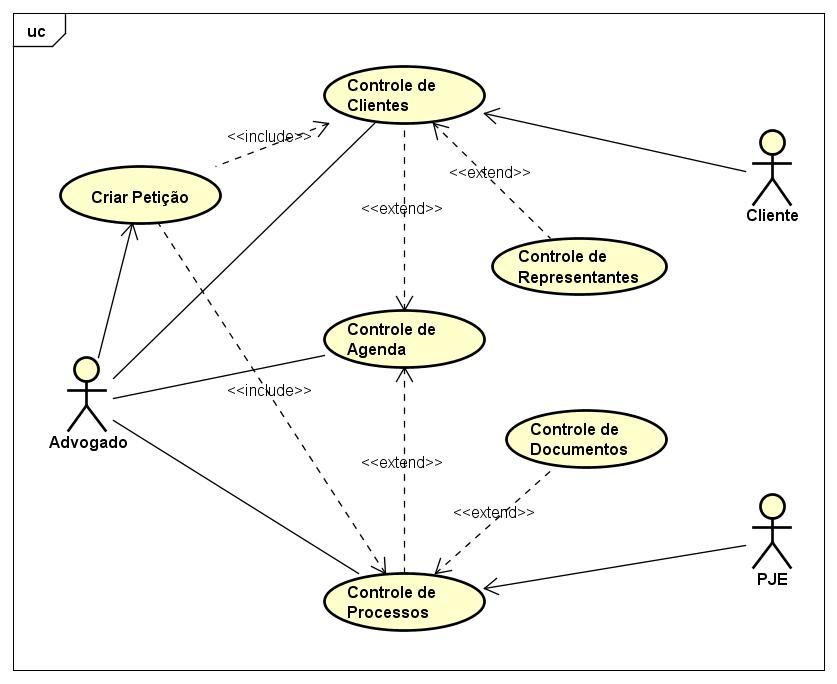 uc
Controle de
Clientes
<<include>>
<<extend>>
Criar Petição
<<extend>>
Cliente
Controle de
Representantes
Controle de
Agenda
<<include>>
Advogado
Controle de
Documentos
<<extend>>
<<extend>>
PJE
Controle de
Processos